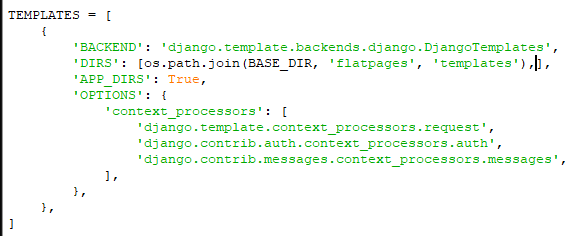 TEMPLATES = [
    {
        'BACKEND': 'django.template.backends.django.DjangoTemplates',
        'DIRS': [os.path.join(BASE_DIR, 'flatpages', 'templates'),],
        'APP_DIRS': True,
        'OPTIONS': {
            'context_processors': [
                'django.template.context_processors.request',
                'django.contrib.auth.context_processors.auth',
                'django.contrib.messages.context_processors.messages',
            ],
        },
    },
]